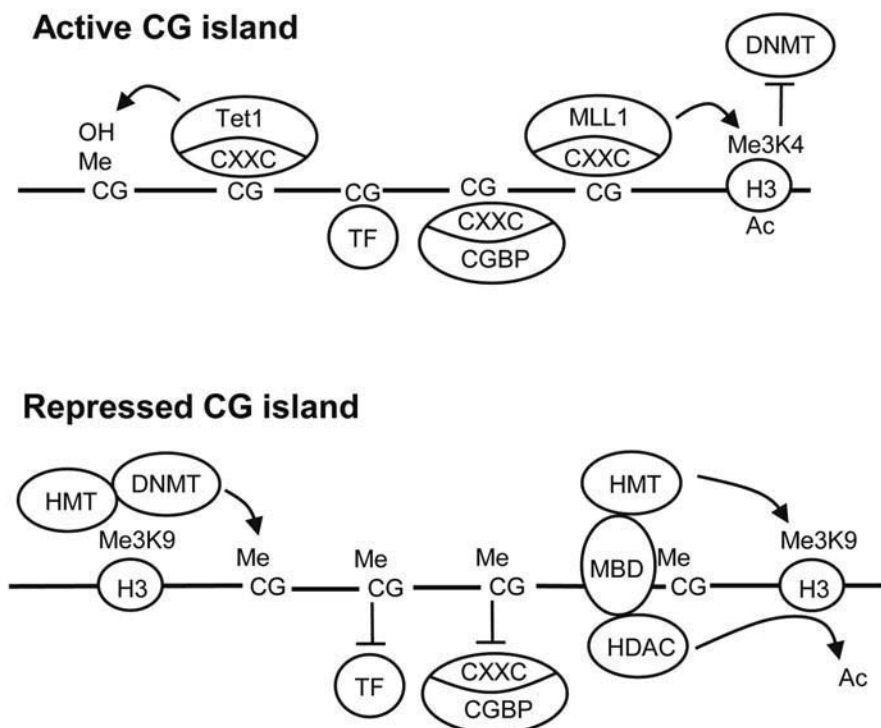 Active CG island
DNMT
OH
Me
CG
Tet1
CXXC
CG
CG
TF
CG
CXXC
CGBP
MLL1
CXXC
CG
Me3K4
H3
Ac
Repressed CG island
HMT
DNMT
Me3K9
H3
Me
CG
Me
CG
TF
Me
CG
CXXC
CGBP
HMT
MBD
HDAC
Me
CG
Me3K9
H3
Ac